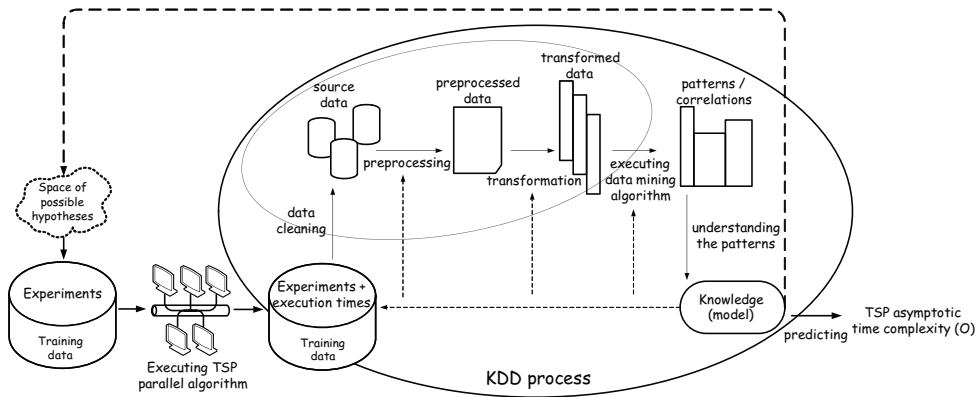 transformed
data
source
data
preprocessed
data
patterns /
correlations
preprocessing
transformation
executing
data mining
algorithm
Space of
possible
hypotheses
data
cleaning
understanding
the patterns
Experiments
Training
data
Executing TSP
parallel algorithm
Experiments +
execution times
Training
data
Knowledge
(model)
predicting
TSP asymptotic
time complexity (O)
KDD process